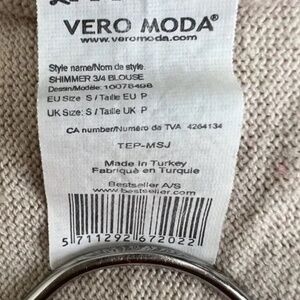 VERO MODA®
www.veromoda.com
Style name/Nom de style
SHIMMER 3/4 BLOUSE
Dessin/Modèle: 10078498
EU Size: S / Taille EU P
UK Size: S / Taille UK P
CA number/Numéro da TVA 4264134
TEP-MSJ
Made in Turkey
Fabriqué en Turquie
Bestseller A/S
www.bestseller.com
5 711292 672022